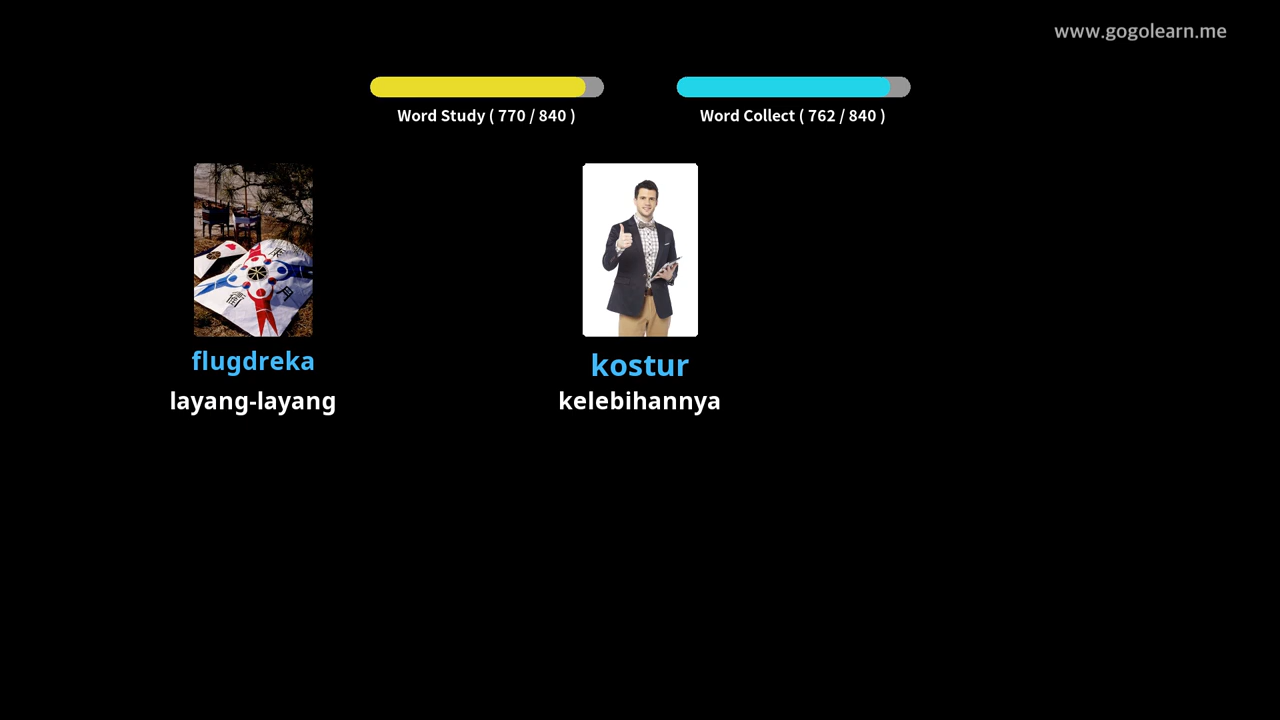 www.gogolearn.me
Word Study ( 770 / 840 )
Word Collect ( 762 / 840 )
flugdreka
layang-layang
kostur
kelebihannya